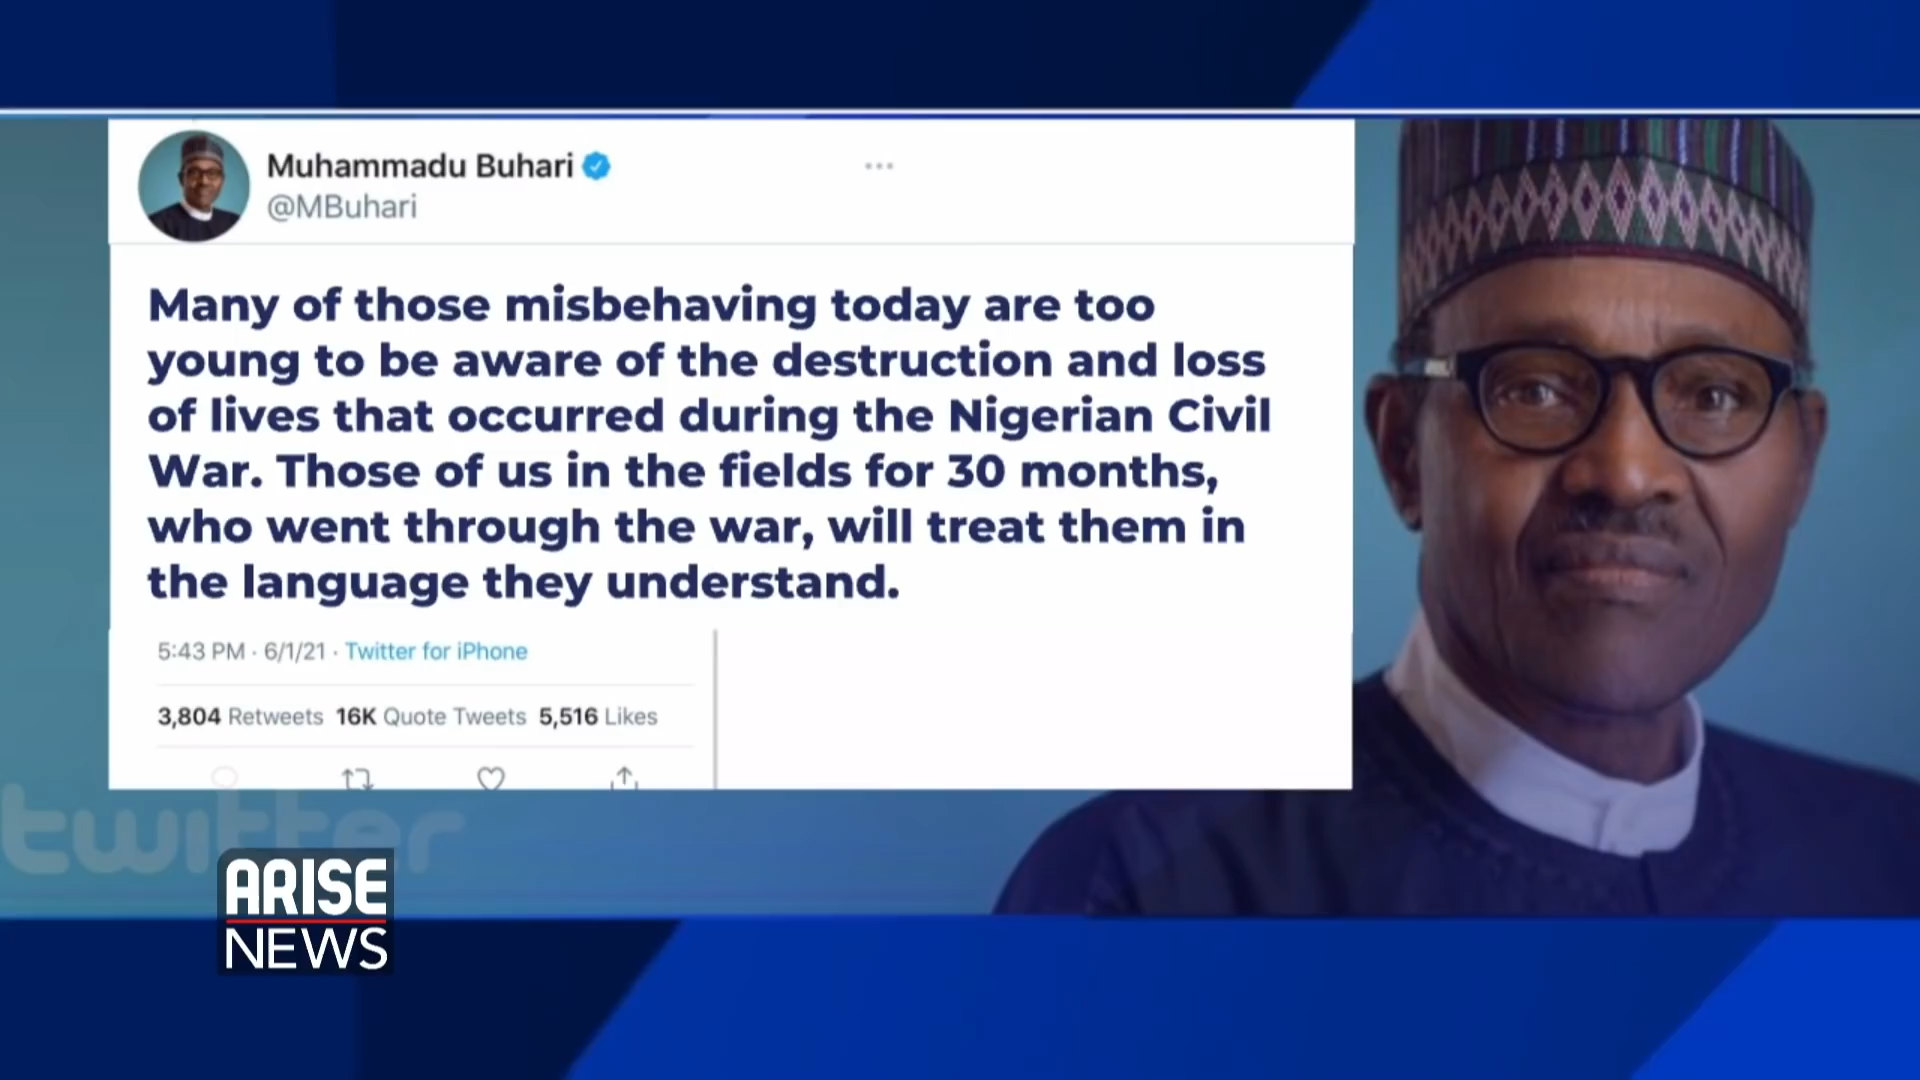 Muhammadu Buhari
@MBuhari
Many of those misbehaving today are too
young to be aware of the destruction and loss
of lives that occurred during the Nigerian Civil
War. Those of us in the fields for 30 months,
who went through the war, will treat them in
the language they understand.
5:43 PM · 6/1/21 · Twitter for iPhone
3,804 Retweets 16K Quote Tweets 5,516 Likes
twitter
ARISE
NEWS